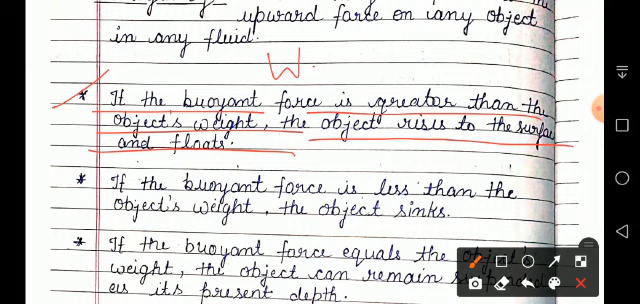 upward force on any object
in any fluid.
W
* If the buoyant force is greater than the
object's weight, the object rises to the surface
and floats.
* If the buoyant force is less than the
object's weight, the object sinks.
* If the buoyant force equals the object's
weight, the object can remain suspended
as its present depth.